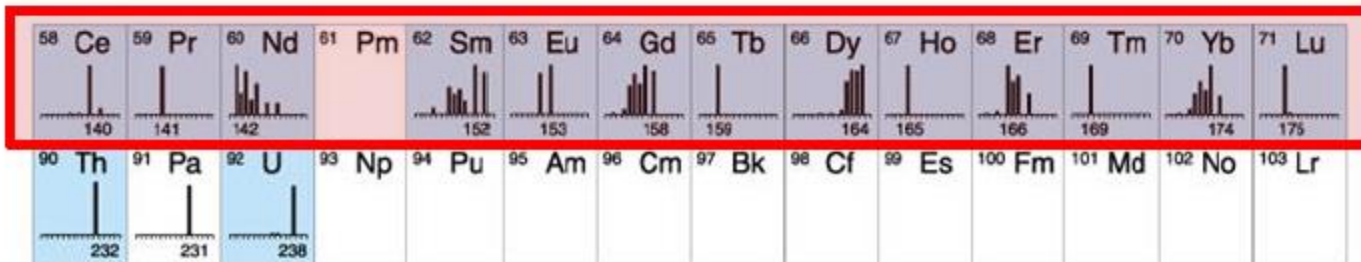 58 Ce 59 Pr 60 Nd 61 Pm 62 Sm 63 Eu 64 Gd 65 Tb 66 Dy 67 Ho 68 Er 69 Tm 70 Yb 71 Lu
140 141 142 152 153 158 159 164 165 166 169 174 175
90 Th 91 Pa 92 U 93 Np 94 Pu 95 Am 96 Cm 97 Bk 98 Cf 99 Es 100 Fm 101 Md 102 No 103 Lr
232 231 238